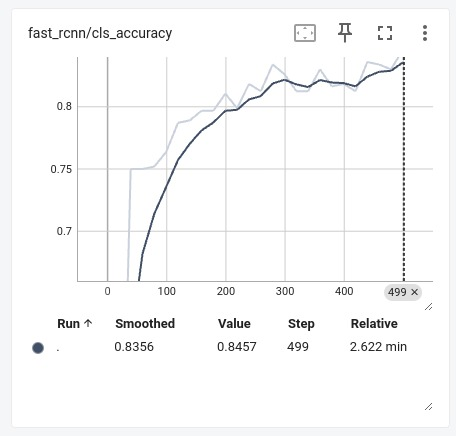 fast_rcnn/cls_accuracy
0.8
0.75
0.7
0 100 200 300 400 499 ✕
Run ↑ Smoothed Value Step Relative
. 0.8356 0.8457 499 2.622 min